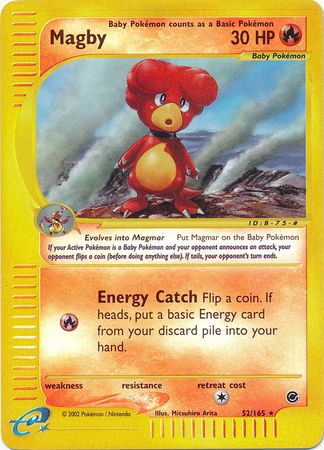 Baby Pokémon counts as a Basic Pokémon
Magby 30 HP
Baby Pokémon
ID:B-75-#
Evolves into Magmar Put Magmar on the Baby Pokémon
If your Active Pokémon is a Baby Pokémon and your opponent announces an attack, your
opponent flips a coin (before doing anything else). If tails, your opponent's turn ends.
Energy Catch Flip a coin. If
heads, put a basic Energy card
from your discard pile into your
hand.
weakness resistance retreat cost
e
© 2002 Pokémon / Nintendo Illus. Mitsuhiro Arita 52/165 ★